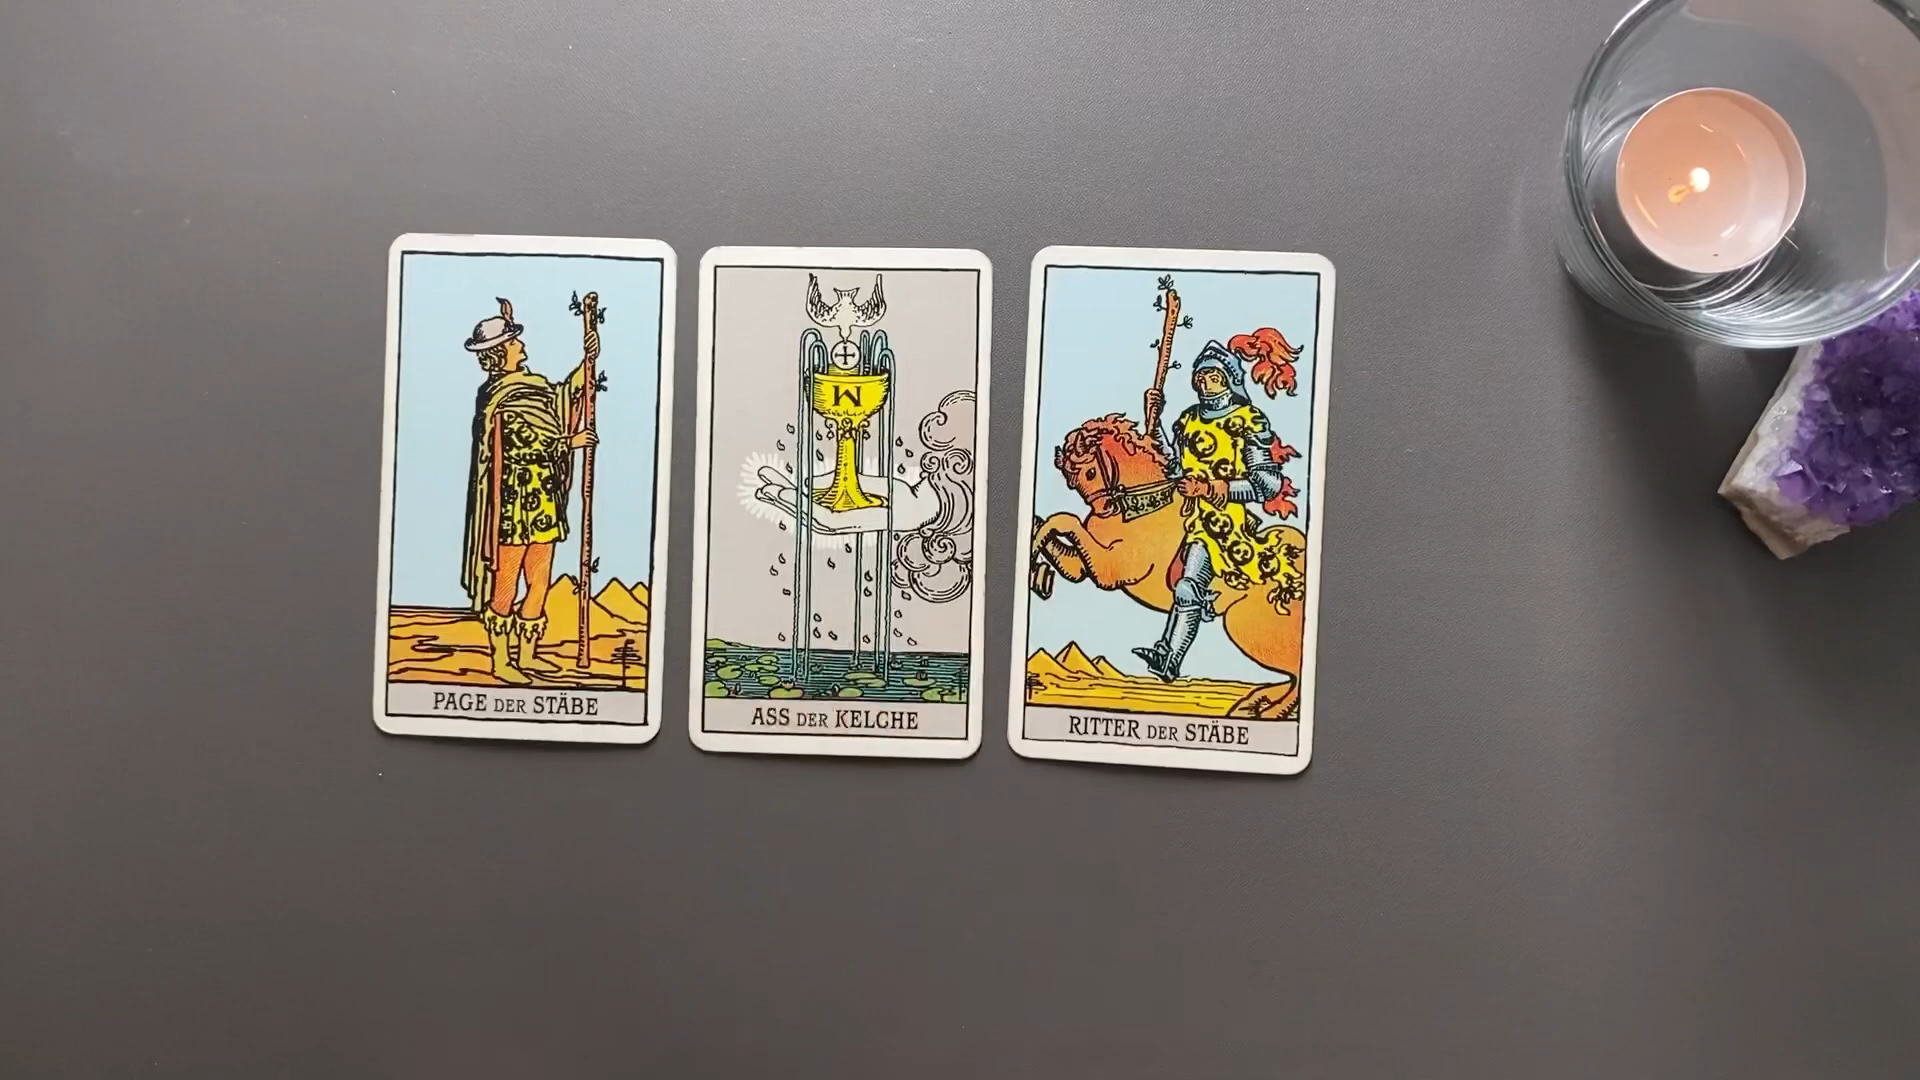 PAGE DER STÄBE
ASS DER KELCHE
RITTER DER STÄBE